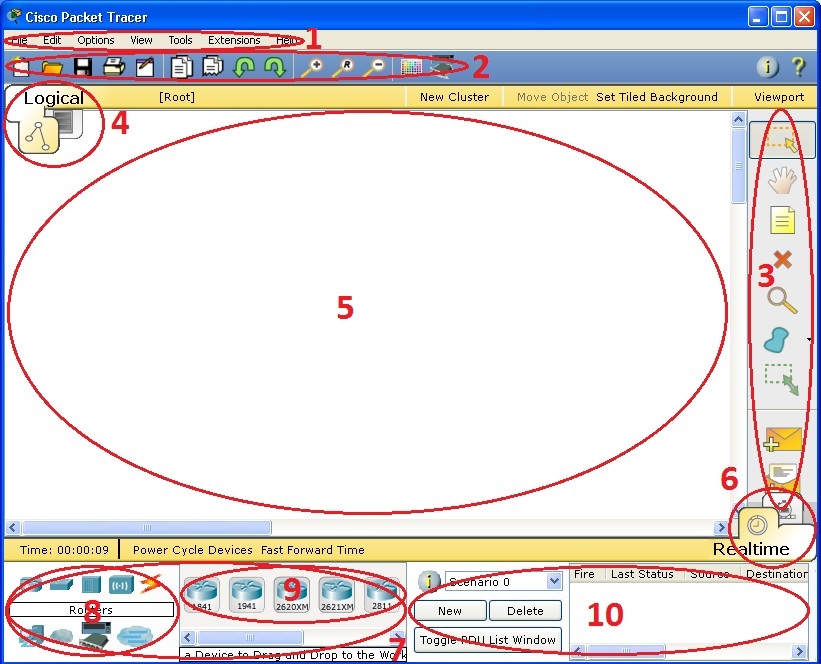 Cisco Packet Tracer
File Edit Options View Tools Extensions Help 1
R 2
Logical [Root] New Cluster Move Object Set Tiled Background Viewport
4
3
5
6
Realtime
Time: 00:00:09 Power Cycle Devices Fast Forward Time
Routers
8
1841 1941 2620XM 2621XM 2811
9
a Device to Drag and Drop to the Work
7
i Scenario 0
New Delete
Toggle PDU List Window
Fire Last Status Source Destination
10